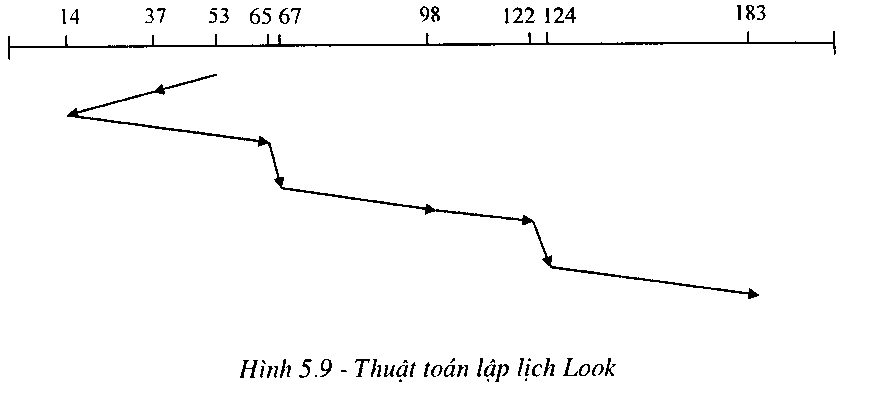 14 37 53 65 67 98 122 124 183
Hình 5.9 - Thuật toán lập lịch Look